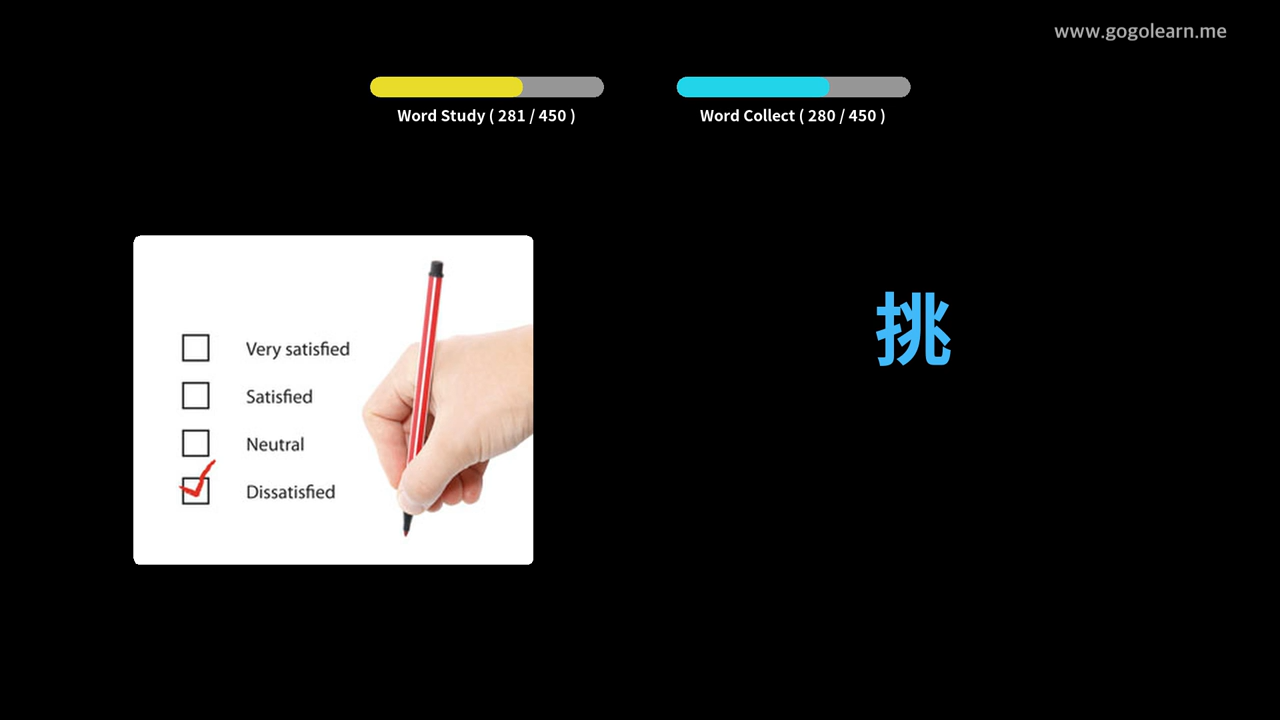 www.gogolearn.me
Word Study ( 281 / 450 )
Word Collect ( 280 / 450 )
挑
Very satisfied
Satisfied
Neutral
Dissatisfied